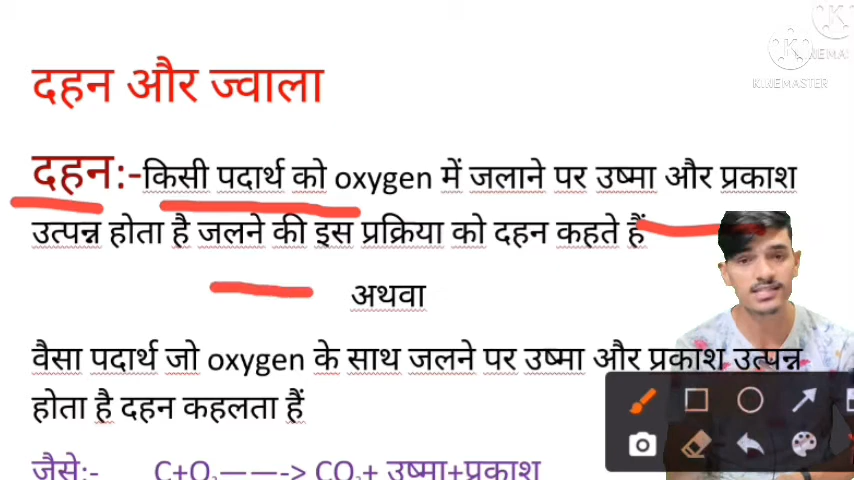 KINEMASTER
दहन और ज्वाला
दहन:-किसी पदार्थ को oxygen में जलाने पर उष्मा और प्रकाश
उत्पन्न होता है जलने की इस प्रक्रिया को दहन कहते हैं
अथवा
वैसा पदार्थ जो oxygen के साथ जलने पर उष्मा और प्रकाश उत्पन्न
होता है दहन कहलता हैं
जैसे:- C+O₂——-> CO₂+ उष्मा+प्रकाश